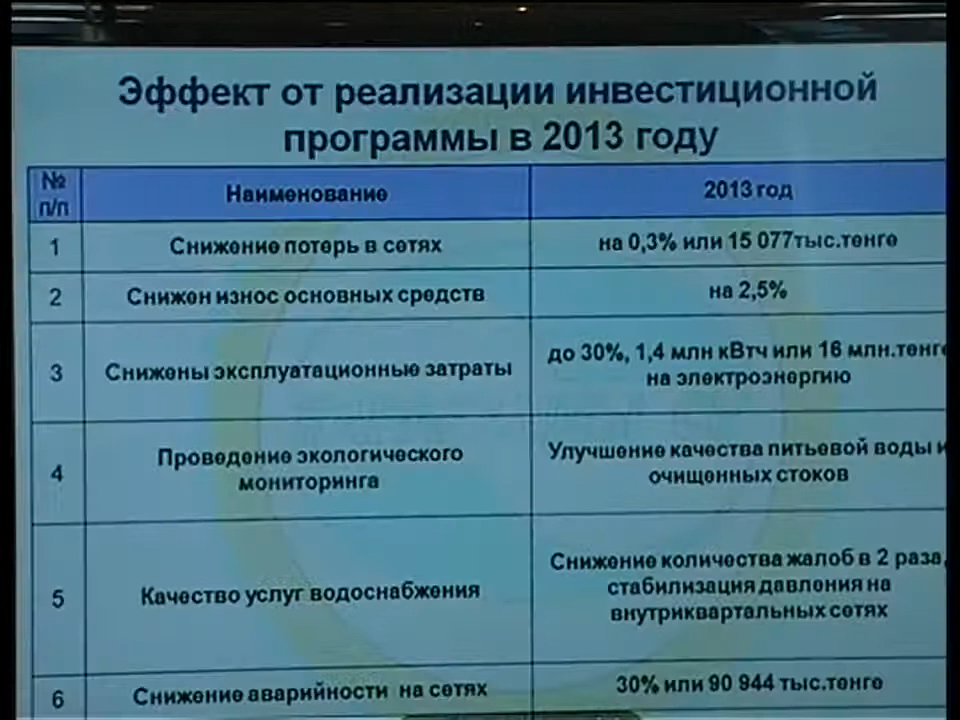 Эффект от реализации инвестиционной
программы в 2013 году
№
п/п
Наименование
2013 год
1
Снижение потерь в сетях
на 0,3% или 15 077тыс.тенге
2
Снижен износ основных средств
на 2,5%
3
Снижены эксплуатационные затраты
до 30%, 1,4 млн кВтч или 16 млн.тенге
на электроэнергию
4
Проведение экологического
мониторинга
Улучшение качества питьевой воды и
очищенных стоков
5
Качество услуг водоснабжения
Снижение количества жалоб в 2 раза,
стабилизация давления на
внутриквартальных сетях
6
Снижение аварийности на сетях
30% или 90 944 тыс.тенге